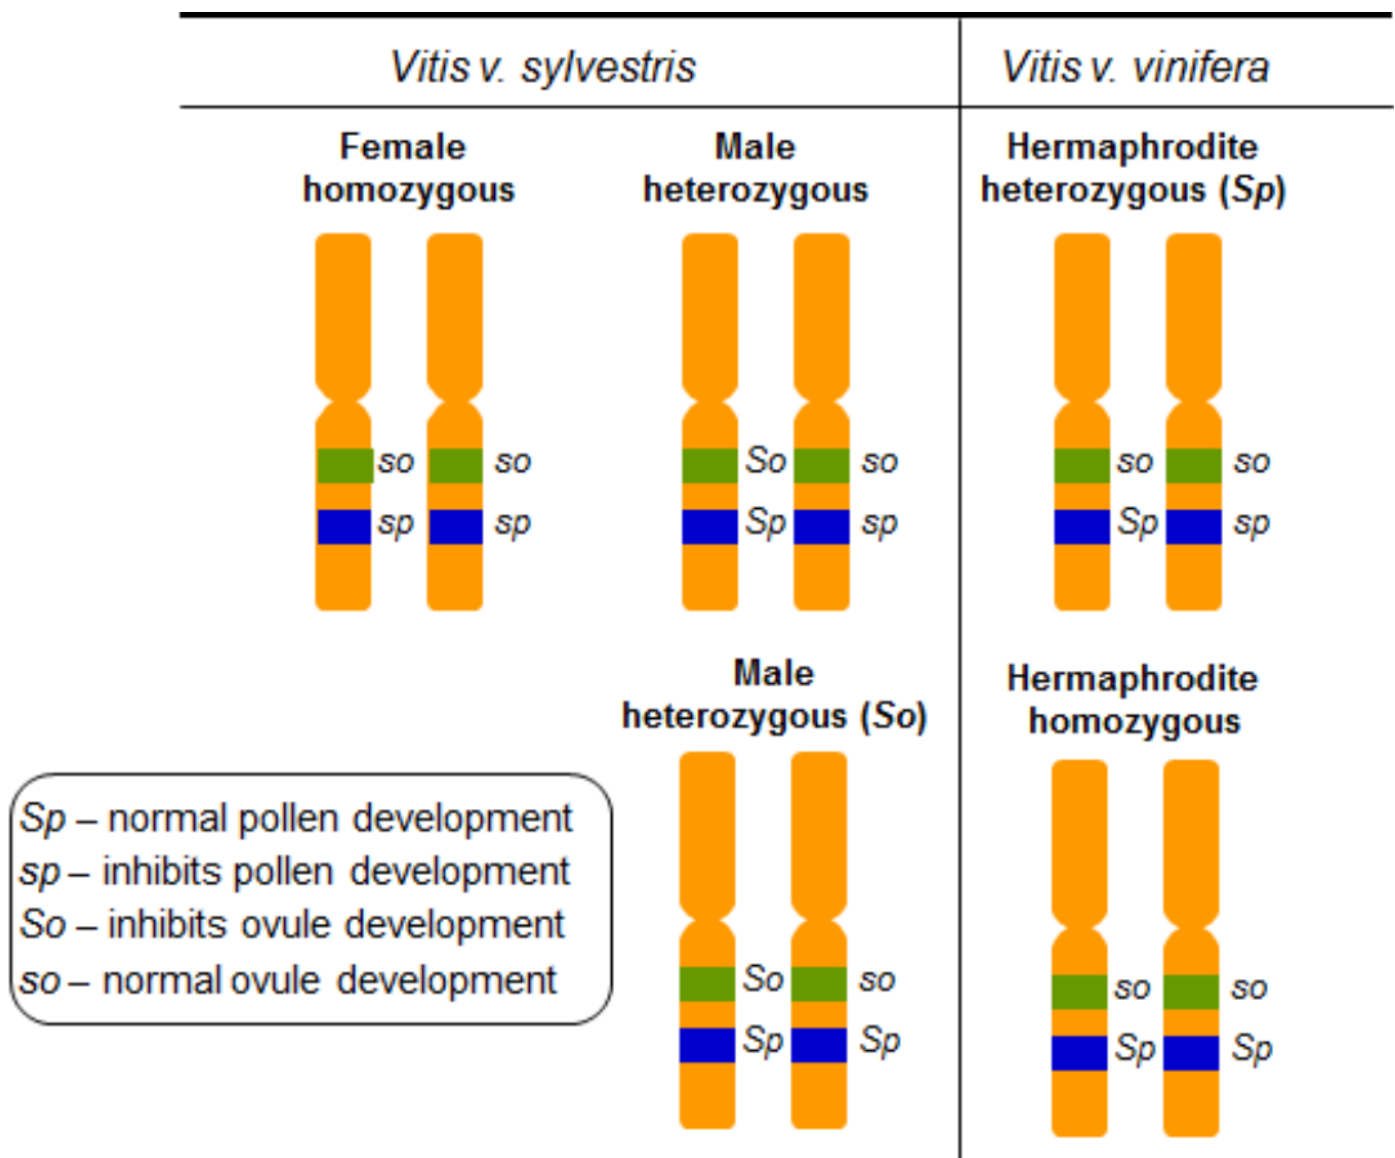 Vitis v. sylvestris
Vitis v. vinifera
Female
homozygous
Male
heterozygous
Hermaphrodite
heterozygous (Sp)
so so
sp sp
So so
Sp sp
so so
Sp sp
Male
heterozygous (So)
Hermaphrodite
homozygous
So so
Sp Sp
so so
Sp Sp
Sp – normal pollen development
sp – inhibits pollen development
So – inhibits ovule development
so – normal ovule development